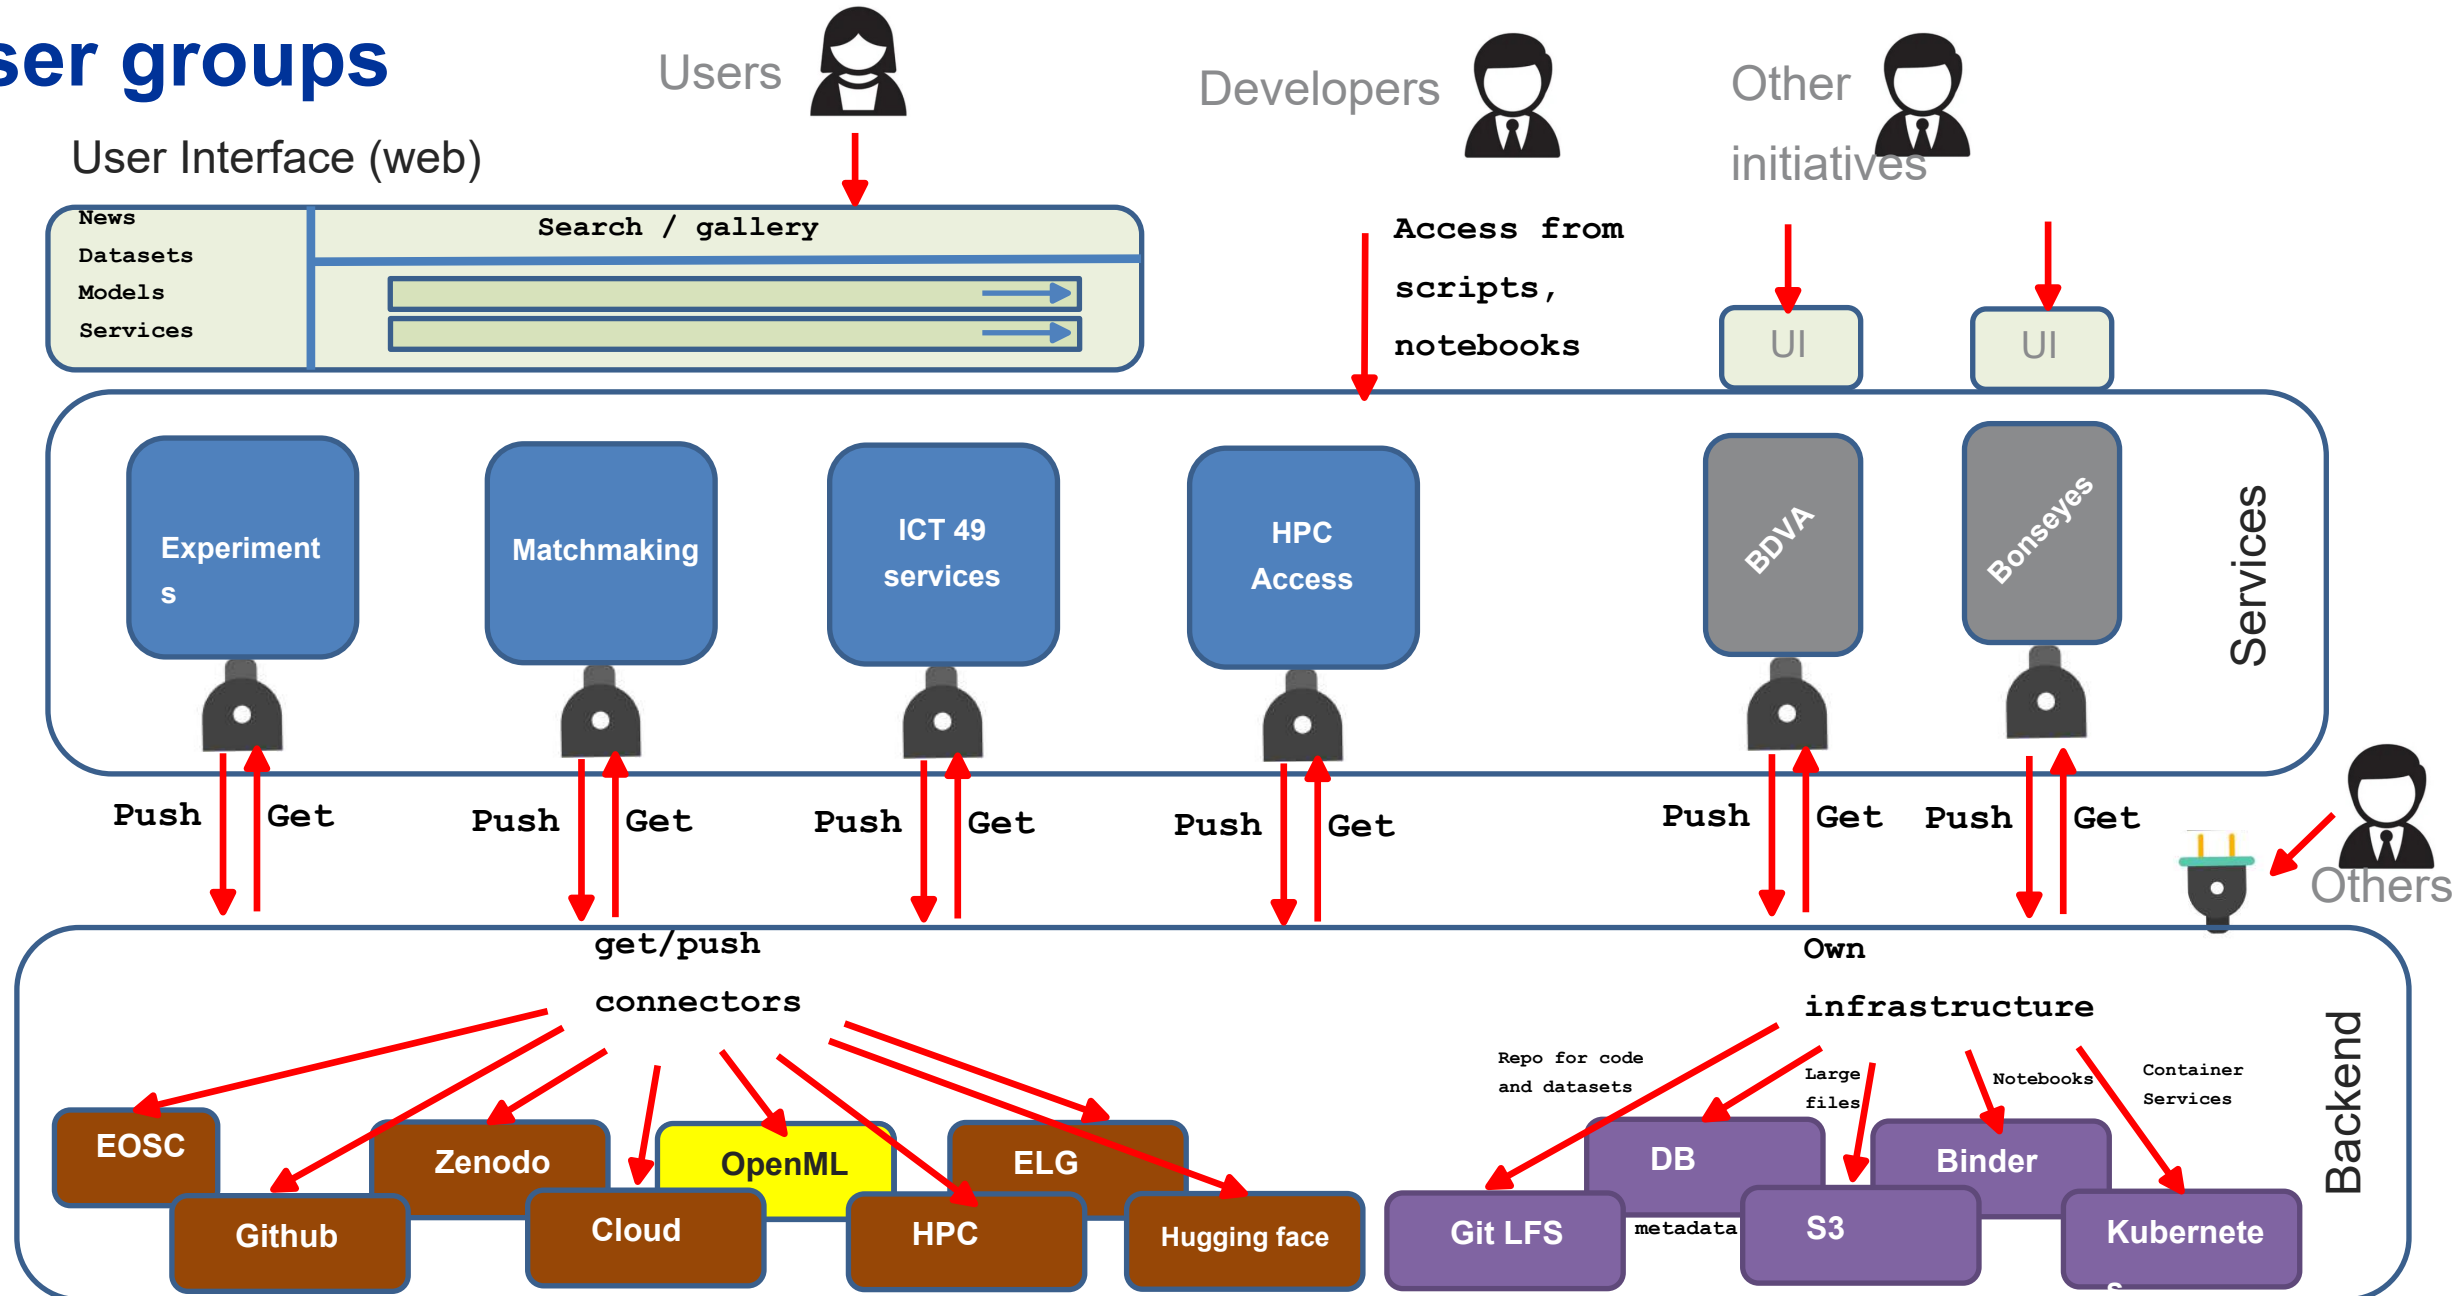 ser groups
Users
Developers
Other
initiatives
User Interface (web)
News
Datasets
Models
Services
Search / gallery
Access from
scripts,
notebooks
UI
UI
Experiment
s
Matchmaking
ICT 49
services
HPC
Access
BDVA
Bonseyes
Services
Push
Get
Push
Get
Push
Get
Push
Get
Push
Get
Push
Get
Others
get/push
connectors
Own
infrastructure
Repo for code
and datasets
Large
files
Notebooks
Container
Services
Backend
EOSC
Zenodo
OpenML
ELG
DB
Binder
Github
Cloud
HPC
Hugging face
Git LFS
metadata
S3
Kubernete
s